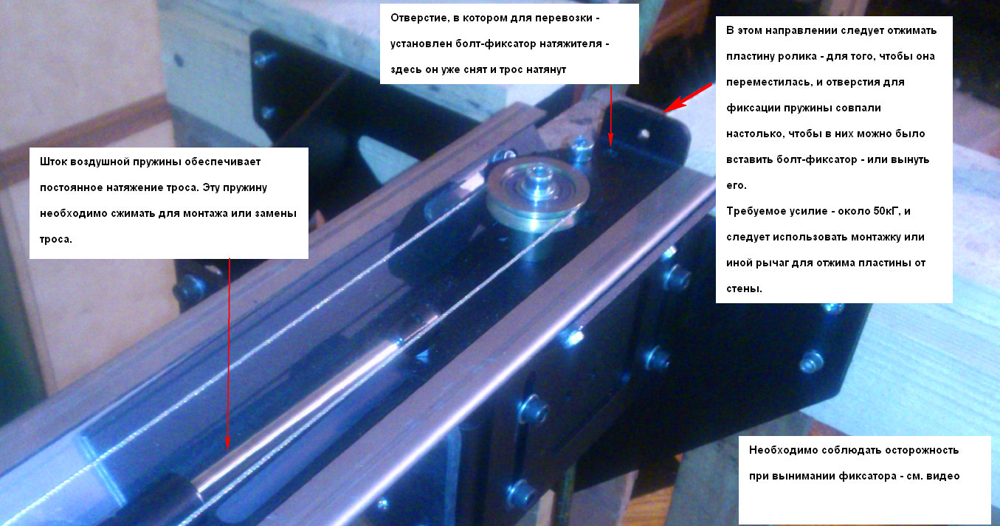 Отверстие, в котором для перевозки -
установлен болт-фиксатор натяжителя -
здесь он уже снят и трос натянут
В этом направлении следует отжимать
пластину ролика - для того, чтобы она
переместилась, и отверстия для
фиксации пружины совпали
настолько, чтобы в них можно было
вставить болт-фиксатор - или вынуть
его.
Требуемое усилие - около 50кГ, и
следует использовать монтажку или
иной рычаг для отжима пластины от
стены.
Шток воздушной пружины обеспечивает
постоянное натяжение троса. Эту пружину
необходимо сжимать для монтажа или замены
троса.
Необходимо соблюдать осторожность
при вынимании фиксатора - см. видео